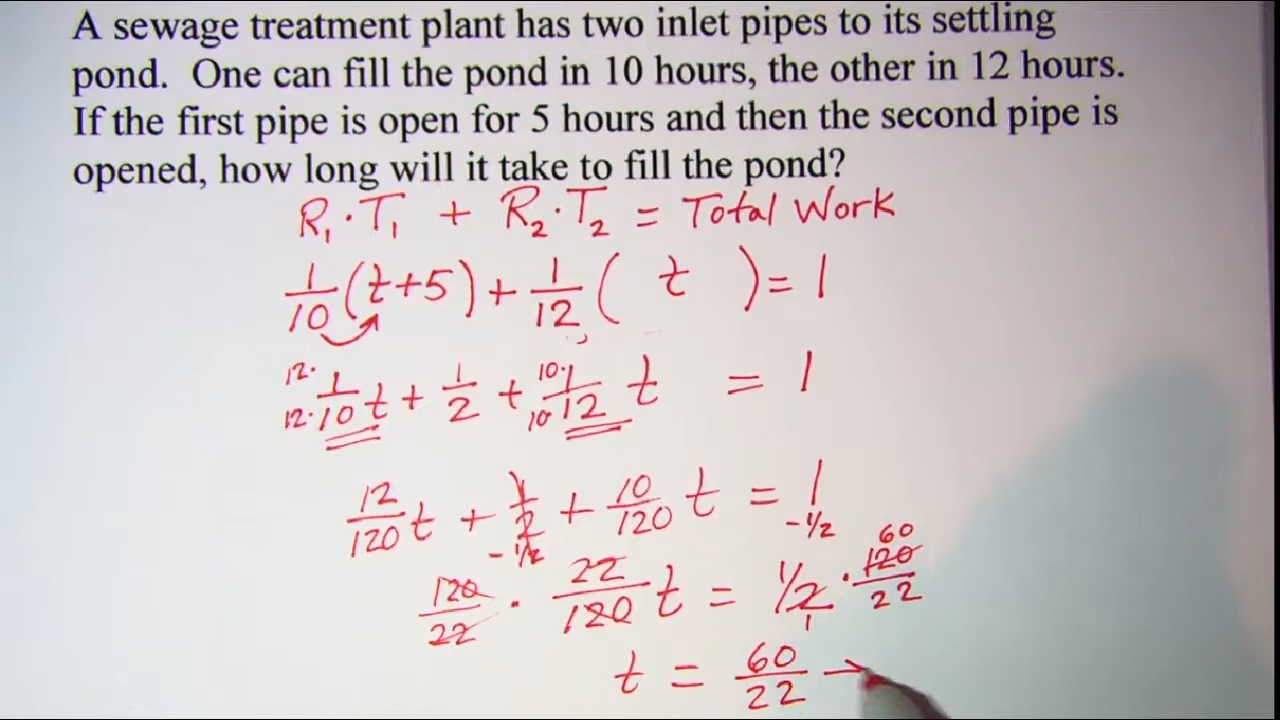 A sewage treatment plant has two inlet pipes to its settling
pond. One can fill the pond in 10 hours, the other in 12 hours.
If the first pipe is open for 5 hours and then the second pipe is
opened, how long will it take to fill the pond?
R₁·T₁ + R₂·T₂ = Total Work
1/10 (t+5) + 1/12 ( t ) = 1
12·1/12·10 t + 1/2 + 10·1/10·12 t = 1
12/120 t + 1/2 + 10/120 t = 1
-1/2 -1/2
60
120/22 · 22/120 t = 1/2 · 120/22
1
t = 60/22 →